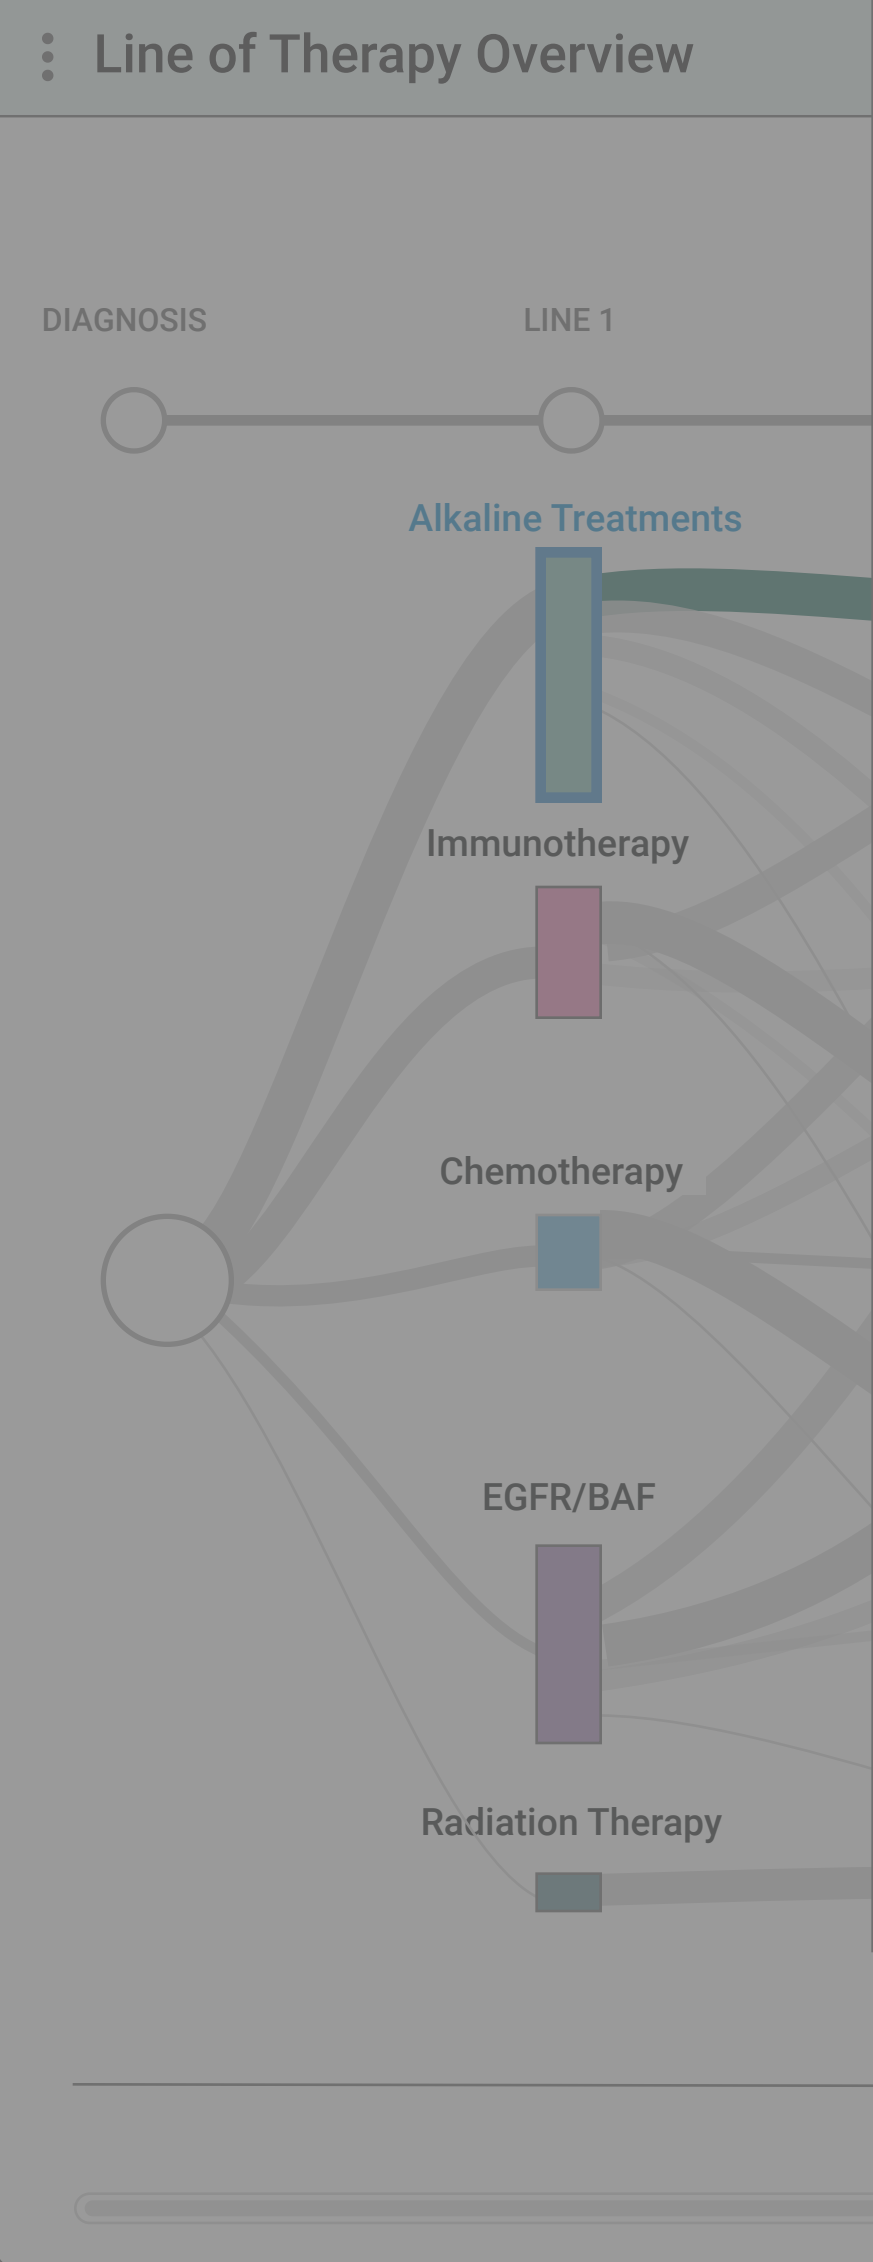 Line of Therapy Overview
DIAGNOSIS
LINE 1
Alkaline Treatments
Immunotherapy
Chemotherapy
EGFR/BAF
Radiation Therapy